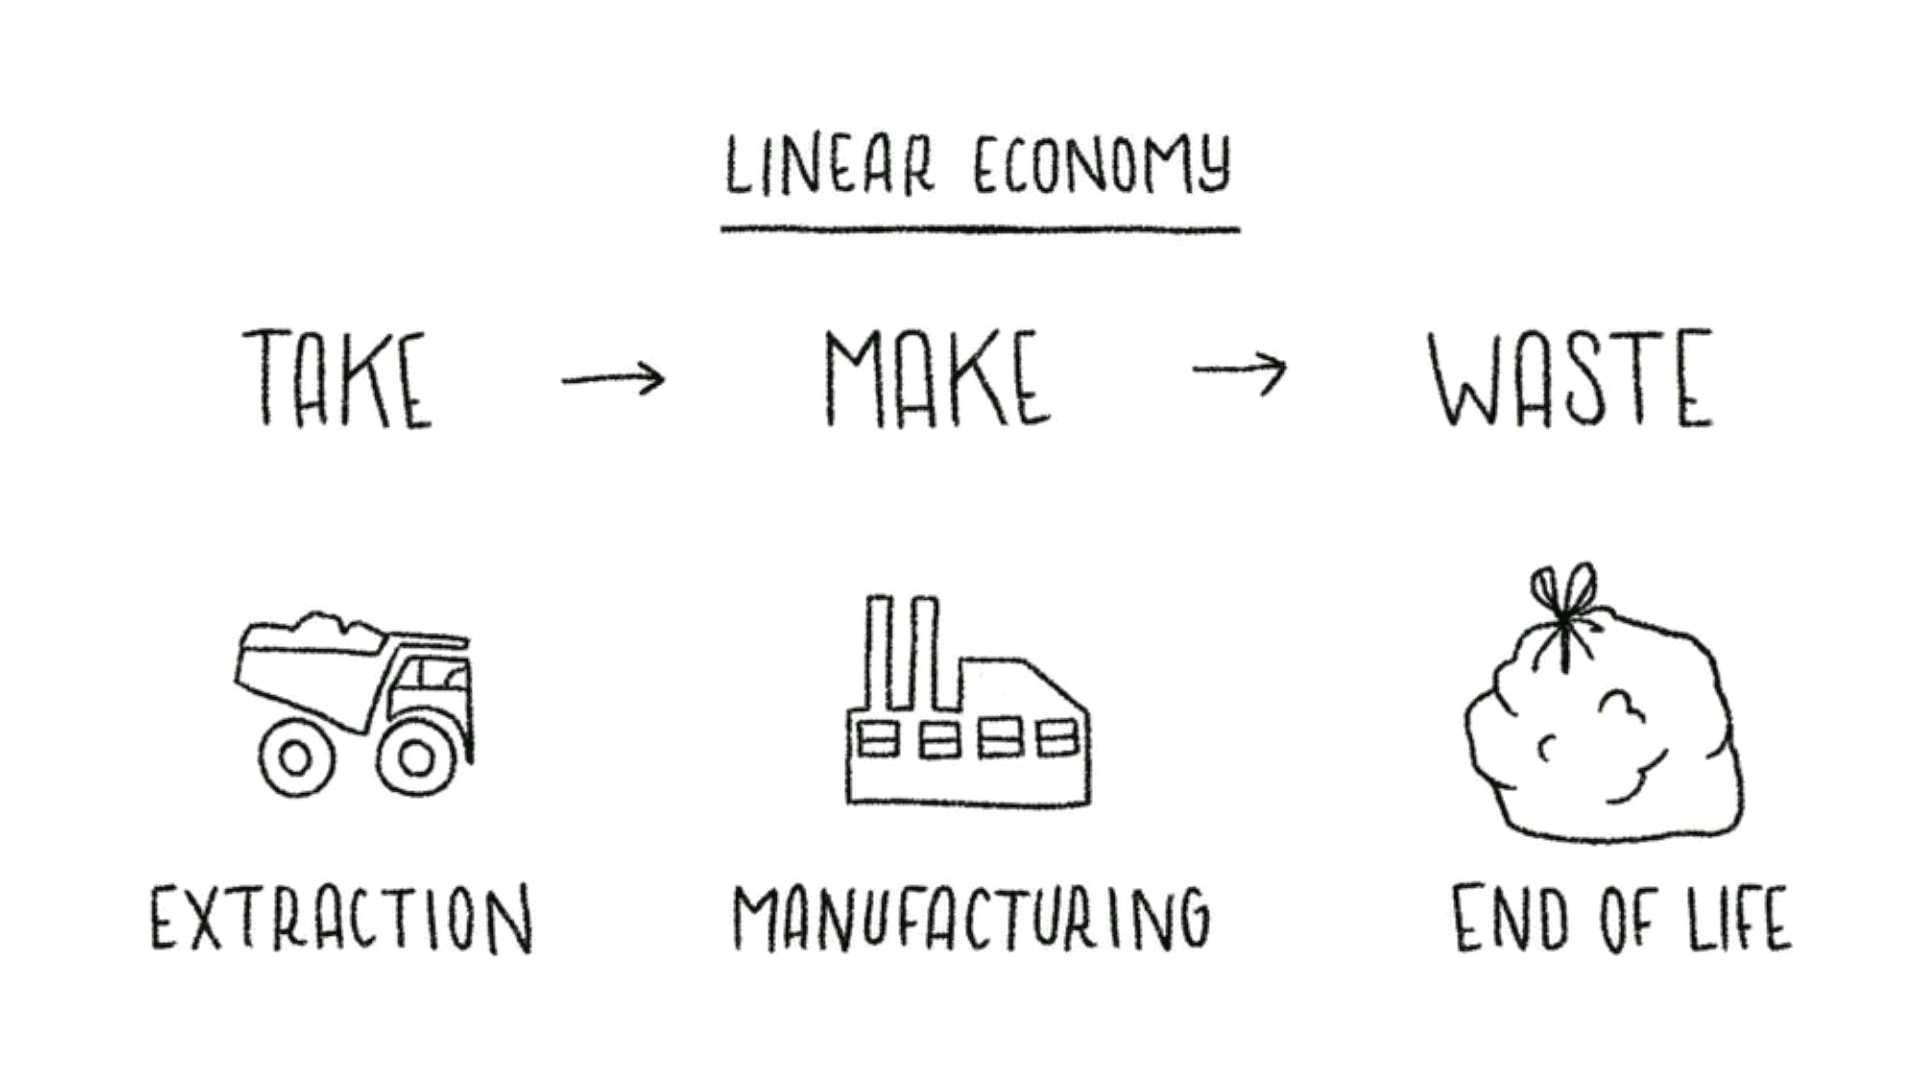 LINEAR ECONOMY
TAKE → MAKE → WASTE
EXTRACTION MANUFACTURING END OF LIFE